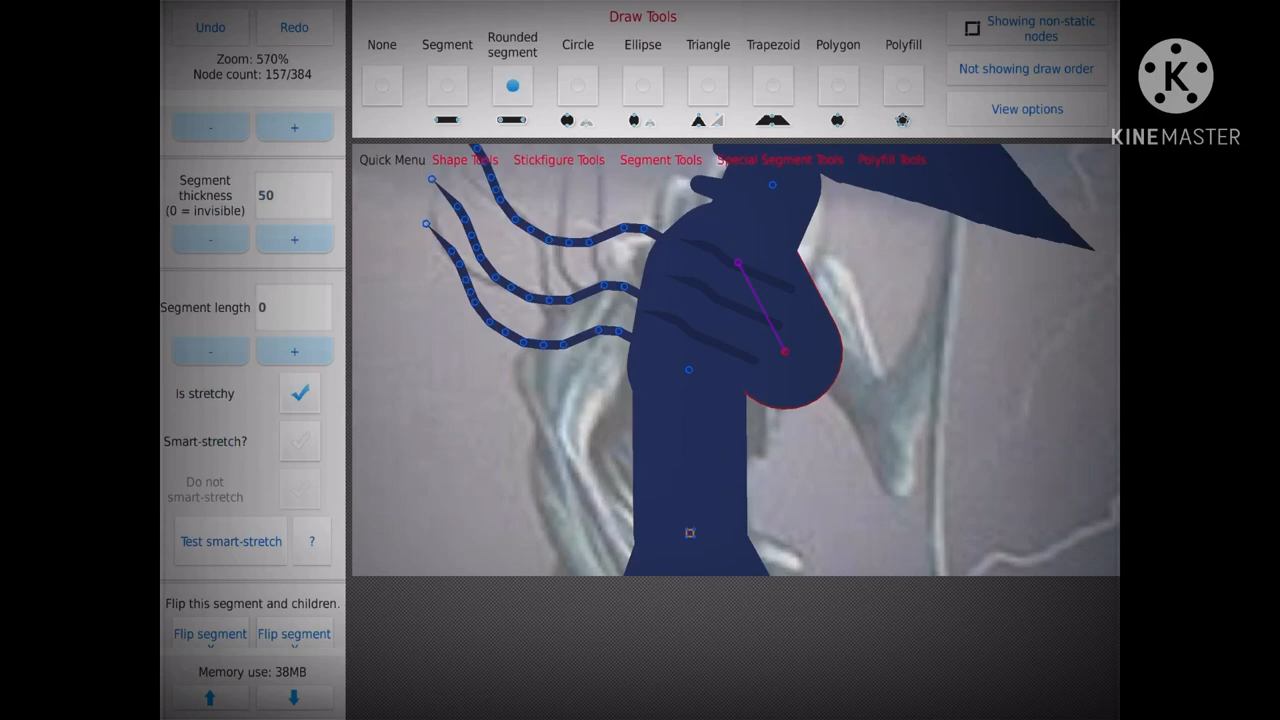 Undo
Redo
Zoom: 570%
Node count: 157/384
-
+
Segment
thickness
(0 = invisible)
50
-
+
Segment length
0
-
+
Is stretchy
Smart-stretch?
Do not
smart-stretch
Test smart-stretch
?
Flip this segment and children.
Flip segment
Flip segment
Memory use: 38MB
Draw Tools
None
Segment
Rounded
segment
Circle
Ellipse
Triangle
Trapezoid
Polygon
Polyfill
Showing non-static
nodes
Not showing draw order
View options
Quick Menu
Shape Tools
Stickfigure Tools
Segment Tools
Special Segment Tools
Polyfill Tools
K
KINEMASTER